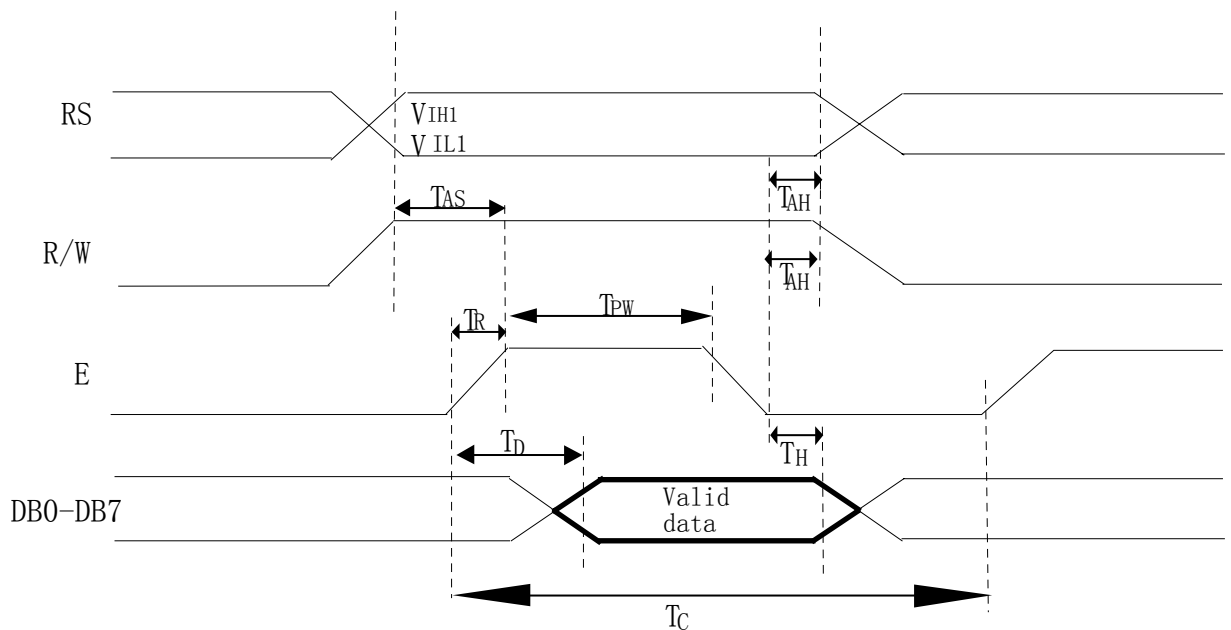 RS
VIH1
VIL1
TAS
TAH
R/W
TAH
TR
TPW
E
TD
TH
DB0-DB7
Valid
data
TC